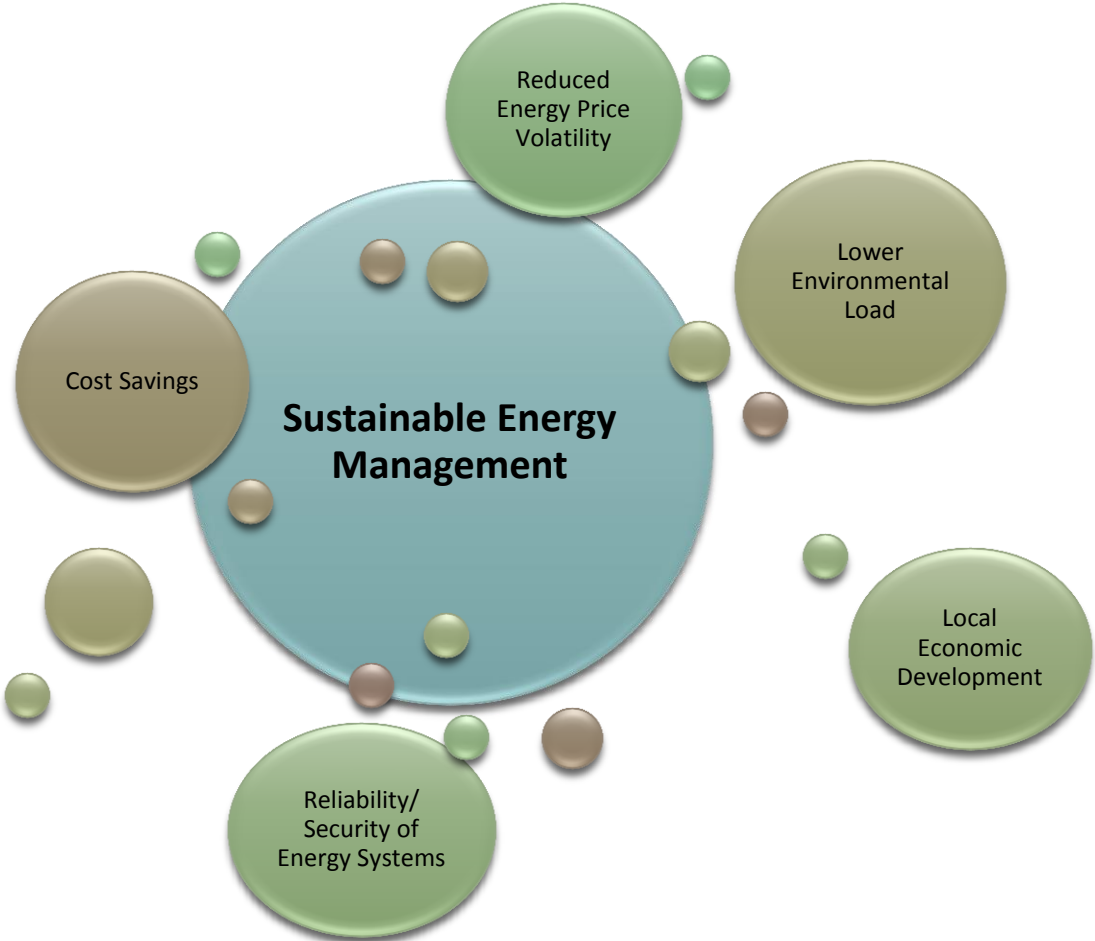 Reduced
Energy Price
Volatility
Lower
Environmental
Load
Cost Savings
Sustainable Energy
Management
Local
Economic
Development
Reliability/
Security of
Energy Systems